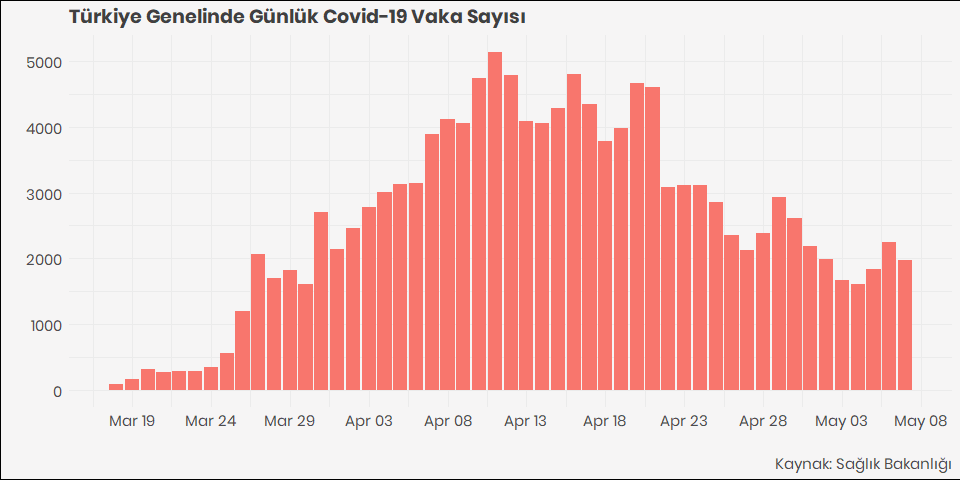 Türkiye Genelinde Günlük Covid-19 Vaka Sayısı
5000
4000
3000
2000
1000
0
Mar 19 Mar 24 Mar 29 Apr 03 Apr 08 Apr 13 Apr 18 Apr 23 Apr 28 May 03 May 08
Kaynak: Sağlık Bakanlığı